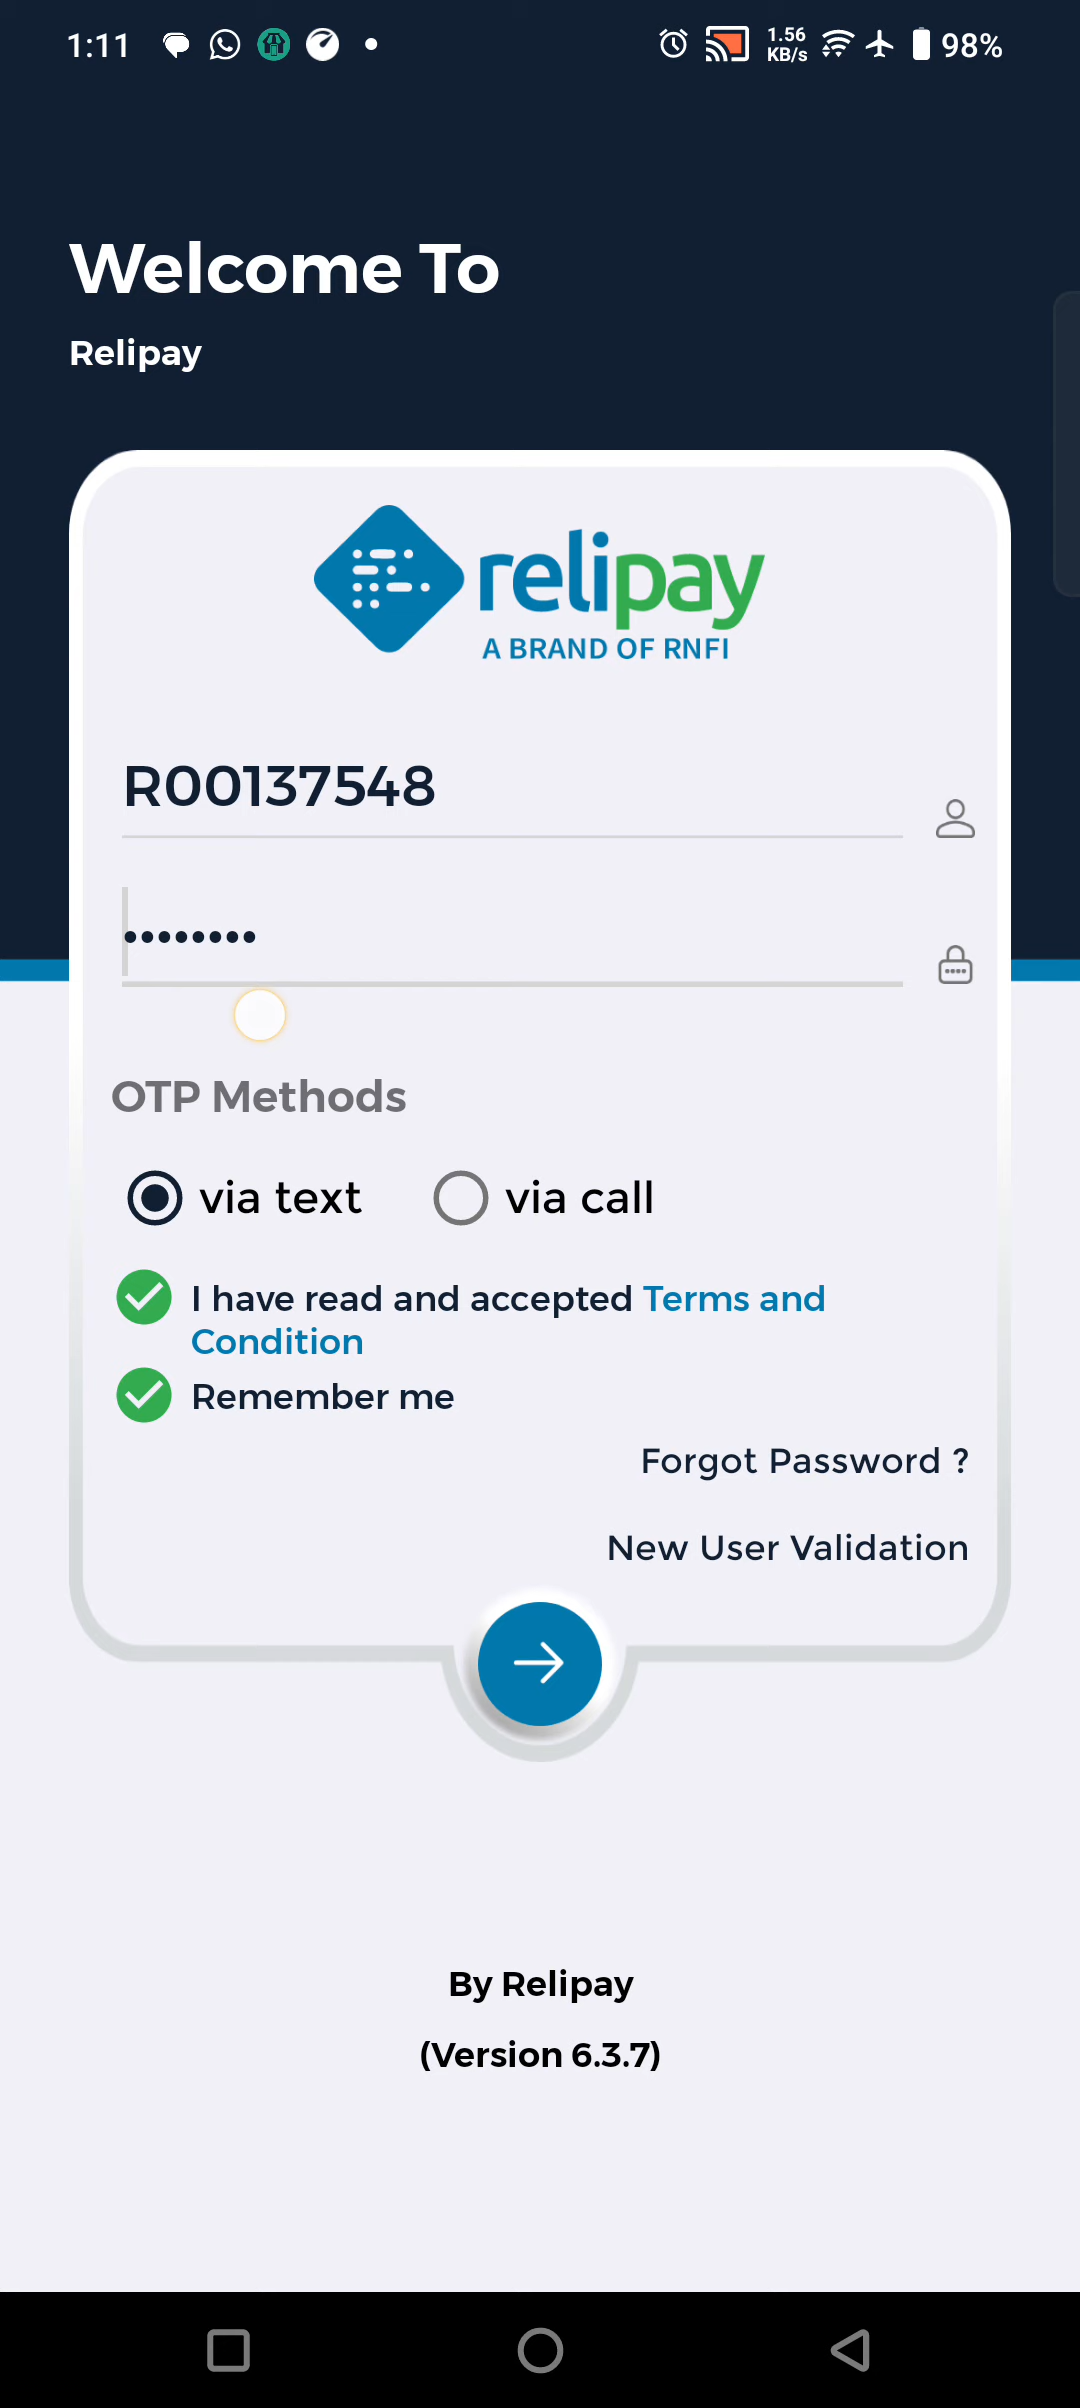 1:11
1.56
KB/s
98%
Welcome To
Relipay
relipay
A BRAND OF RNFI
R00137548
••••••••
OTP Methods
via text
via call
I have read and accepted Terms and
Condition
Remember me
Forgot Password ?
New User Validation
By Relipay
(Version 6.3.7)